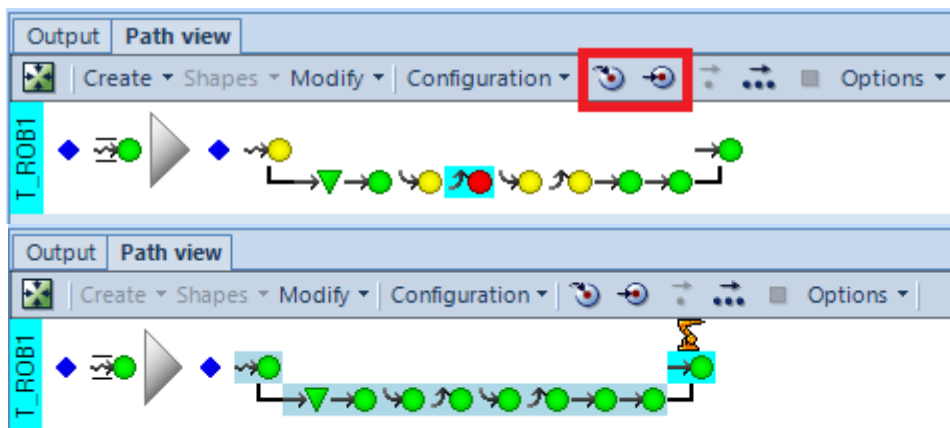 Output Path view
Create Shapes Modify Configuration Options
T_ROB1
Output Path view
Create Shapes Modify Configuration Options
T_ROB1